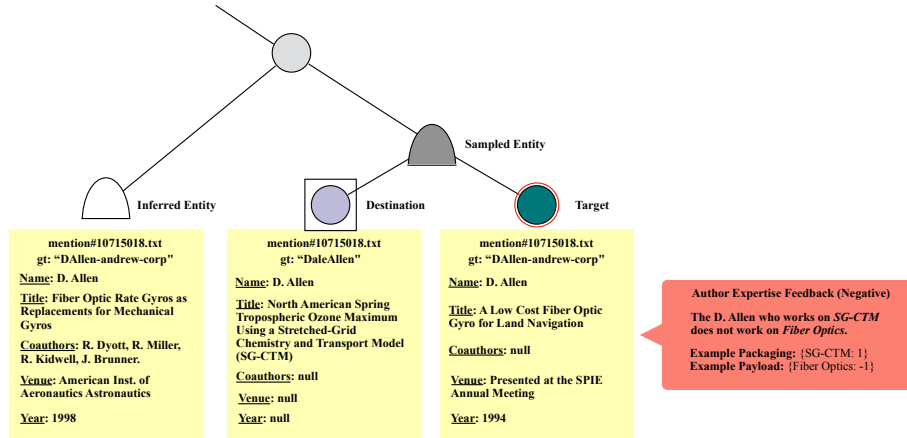 Sampled Entity
Inferred Entity
Destination
Target
mention#10715018.txt
gt: “DAllen-andrew-corp"
Name: D. Allen
Title: Fiber Optic Rate Gyros as
Replacements for Mechanical
Gyros
Coauthors: R. Dyott, R. Miller,
R. Kidwell, J. Brunner.
Venue: American Inst. of
Aeronautics Astronautics
Year: 1998
mention#10715018.txt
gt: “DaleAllen"
Name: D. Allen
Title: North American Spring
Tropospheric Ozone Maximum
Using a Stretched-Grid
Chemistry and Transport Model
(SG-CTM)
Coauthors: null
Venue: null
Year: null
mention#10715018.txt
gt: “DAllen-andrew-corp"
Name: D. Allen
Title: A Low Cost Fiber Optic
Gyro for Land Navigation
Coauthors: null
Venue: Presented at the SPIE
Annual Meeting
Year: 1994
Author Expertise Feedback (Negative)
The D. Allen who works on SG-CTM
does not work on Fiber Optics.
Example Packaging: {SG-CTM: 1}
Example Payload: {Fiber Optics: -1}